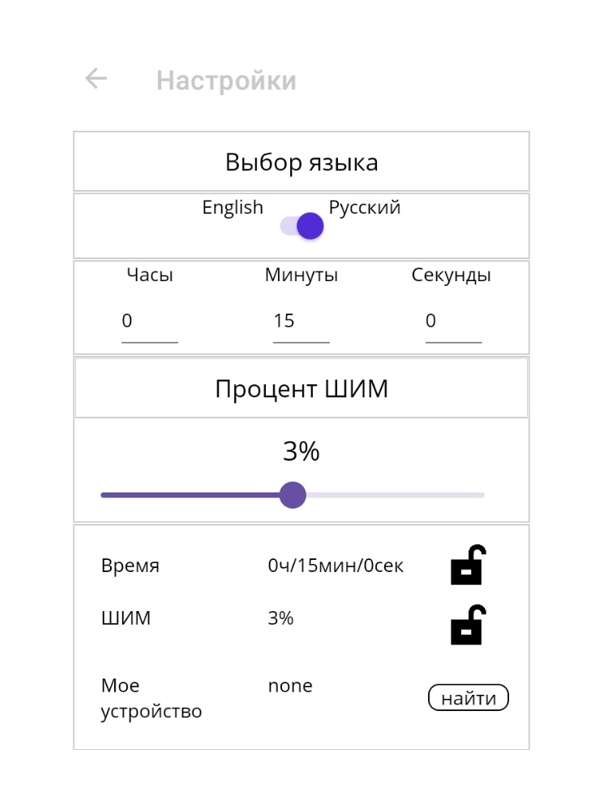 Настройки
Выбор языка
English Русский
Часы Минуты Секунды
0 15 0
Процент ШИМ
3%
Время 0ч/15мин/0сек
ШИМ 3%
Мое none
устройство найти